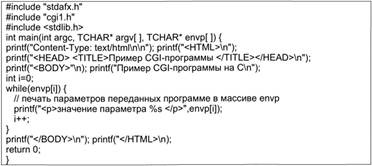 #include "stdafx.h"
#include "cgi1.h"
#include <stdlib.h>
int main(int argc, TCHAR* argv[ ], TCHAR* envp[ ]) {
printf("Content-Type: text/html\n\n"); printf("<HTML>\n");
printf("<HEAD> <TITLE>Пример CGI-программы </TITLE></HEAD>\n");
printf("<BODY>"\n); printf("Пример CGI-программы на C\n");
int i=0;
while(envp[i]) {
// печать параметров переданных программе в массиве envp
printf("<p>значение параметра %s </p>",envp[i]);
i++;
}
printf("</BODY>\n"); printf("</HTML>\n);
return 0;
}